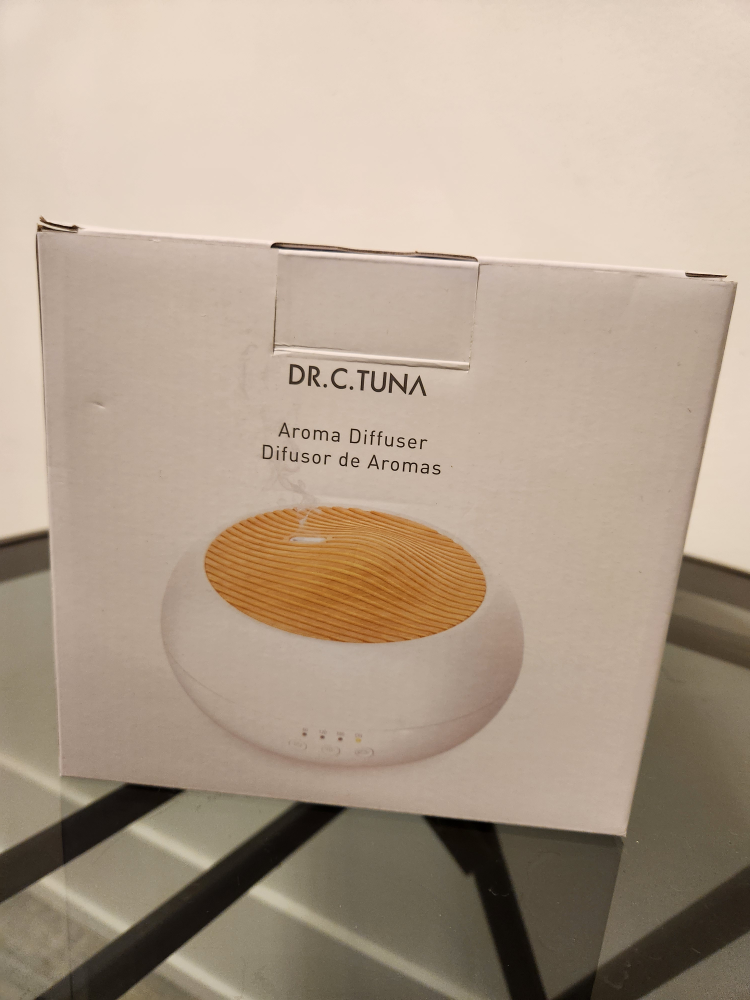 DR.C.TUNA
Aroma Diffuser
Difusor de Aromas